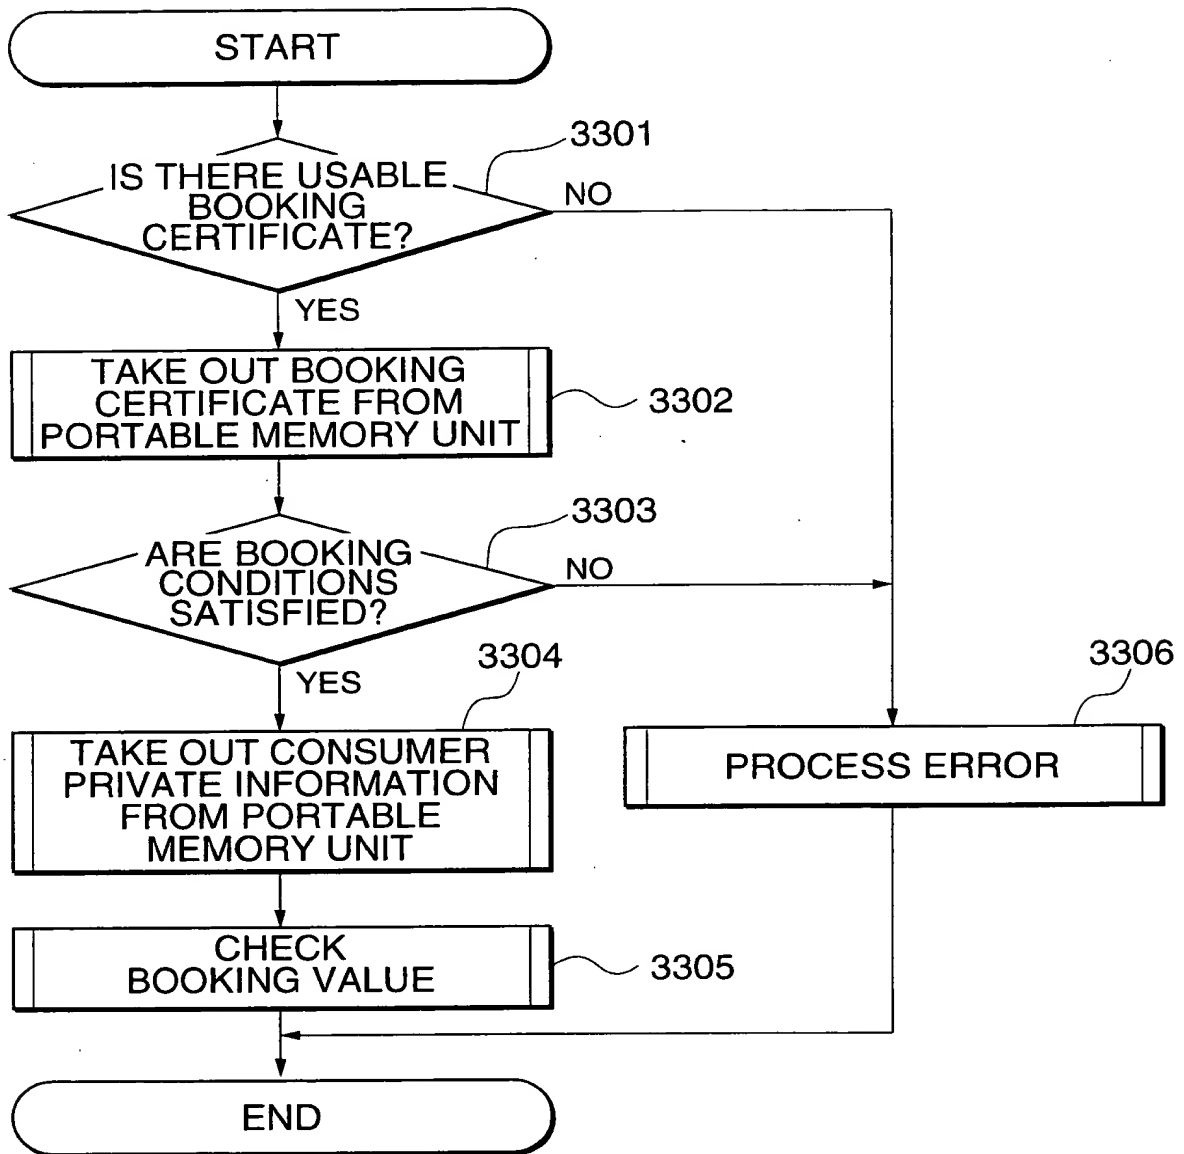 START
3301
IS THERE USABLE
BOOKING
CERTIFICATE?
NO
YES
TAKE OUT BOOKING
CERTIFICATE FROM
PORTABLE MEMORY UNIT
3302
3303
ARE BOOKING
CONDITIONS
SATISFIED?
NO
YES
3304
3306
TAKE OUT CONSUMER
PRIVATE INFORMATION
FROM PORTABLE
MEMORY UNIT
PROCESS ERROR
CHECK
BOOKING VALUE
3305
END